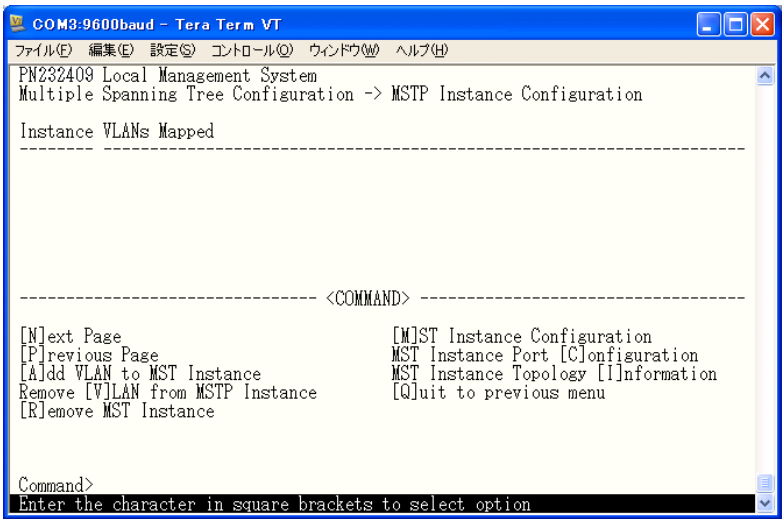 COM3:9600baud - Tera Term VT
ファイル(F) 編集(E) 設定(S) コントロール(O) ウィンドウ(W) ヘルプ(H)
PN232409 Local Management System
Multiple Spanning Tree Configuration -> MSTP Instance Configuration
Instance VLANs Mapped
-------- ---------------------------------------------------------------------
-------------------------------- <COMMAND> -----------------------------------
[N]ext Page [M]ST Instance Configuration
[P]revious Page MST Instance Port [C]onfiguration
[A]dd VLAN to MST Instance MST Instance Topology [I]nformation
Remove [V]LAN from MSTP Instance [Q]uit to previous menu
[R]emove MST Instance
Command>
Enter the character in square brackets to select option